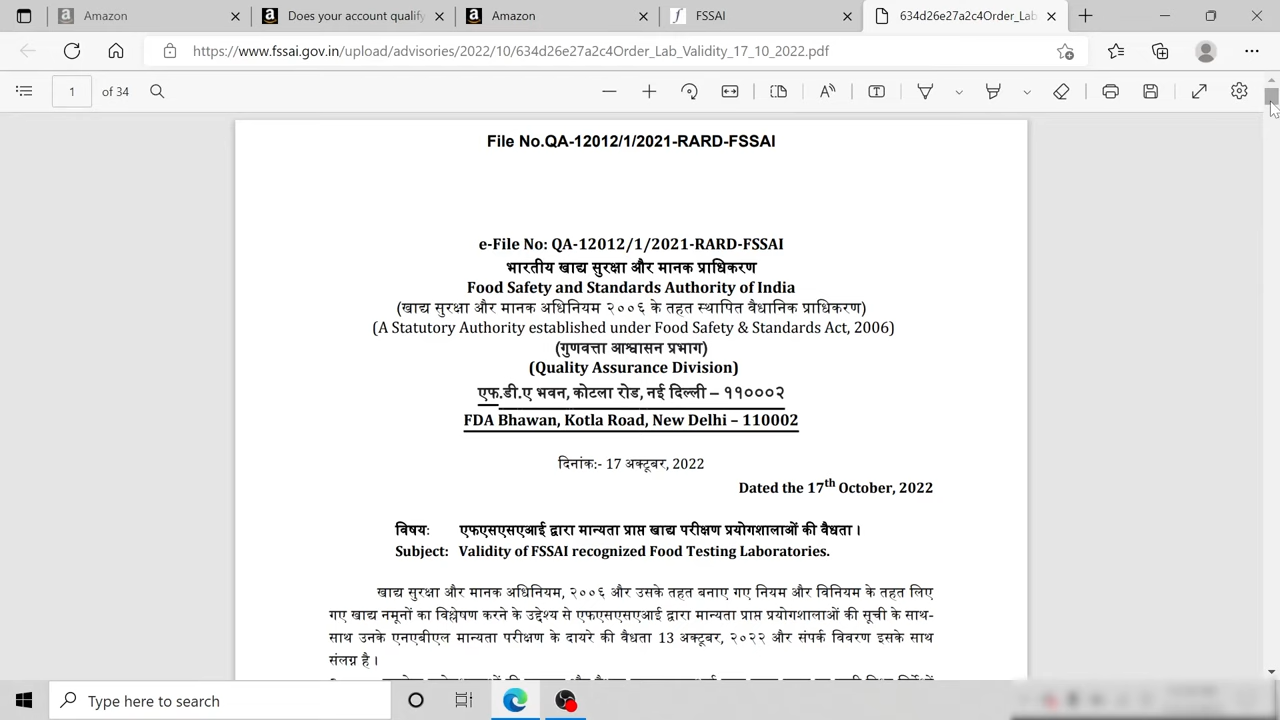 Amazon
Does your account qualify
Amazon
FSSAI
634d26e27a2c4Order_Lab
https://www.fssai.gov.in/upload/advisories/2022/10/634d26e27a2c4Order_Lab_Validity_17_10_2022.pdf
1 of 34
File No.QA-12012/1/2021-RARD-FSSAI
e-File No: QA-12012/1/2021-RARD-FSSAI
भारतीय खाद्य सुरक्षा और मानक प्राधिकरण
Food Safety and Standards Authority of India
(खाद्य सुरक्षा और मानक अधिनियम २००६ के तहत स्थापित वैधानिक प्राधिकरण)
(A Statutory Authority established under Food Safety & Standards Act, 2006)
(गुणवत्ता आश्वासन प्रभाग)
(Quality Assurance Division)
एफ.डी.ए भवन, कोटला रोड, नई दिल्ली – ११०००२
FDA Bhawan, Kotla Road, New Delhi – 110002
दिनांकः- 17 अक्टूबर, 2022
Dated the 17th October, 2022
विषयः एफएसएसएआई द्वारा मान्यता प्राप्त खाद्य परीक्षण प्रयोगशालाओं की वैधता ।
Subject: Validity of FSSAI recognized Food Testing Laboratories.
खाद्य सुरक्षा और मानक अधिनियम, २००६ और उसके तहत बनाए गए नियम और विनियम के तहत लिए
गए खाद्य नमूनों का विश्लेषण करने के उद्देश्य से एफएसएसएआई द्वारा मान्यता प्राप्त प्रयोगशालाओं की सूची के साथ-
साथ उनके एनएबीएल मान्यता परीक्षण के दायरे की वैधता 13 अक्टूबर, २०२२ और संपर्क विवरण इसके साथ
संलग्न है ।
Type here to search